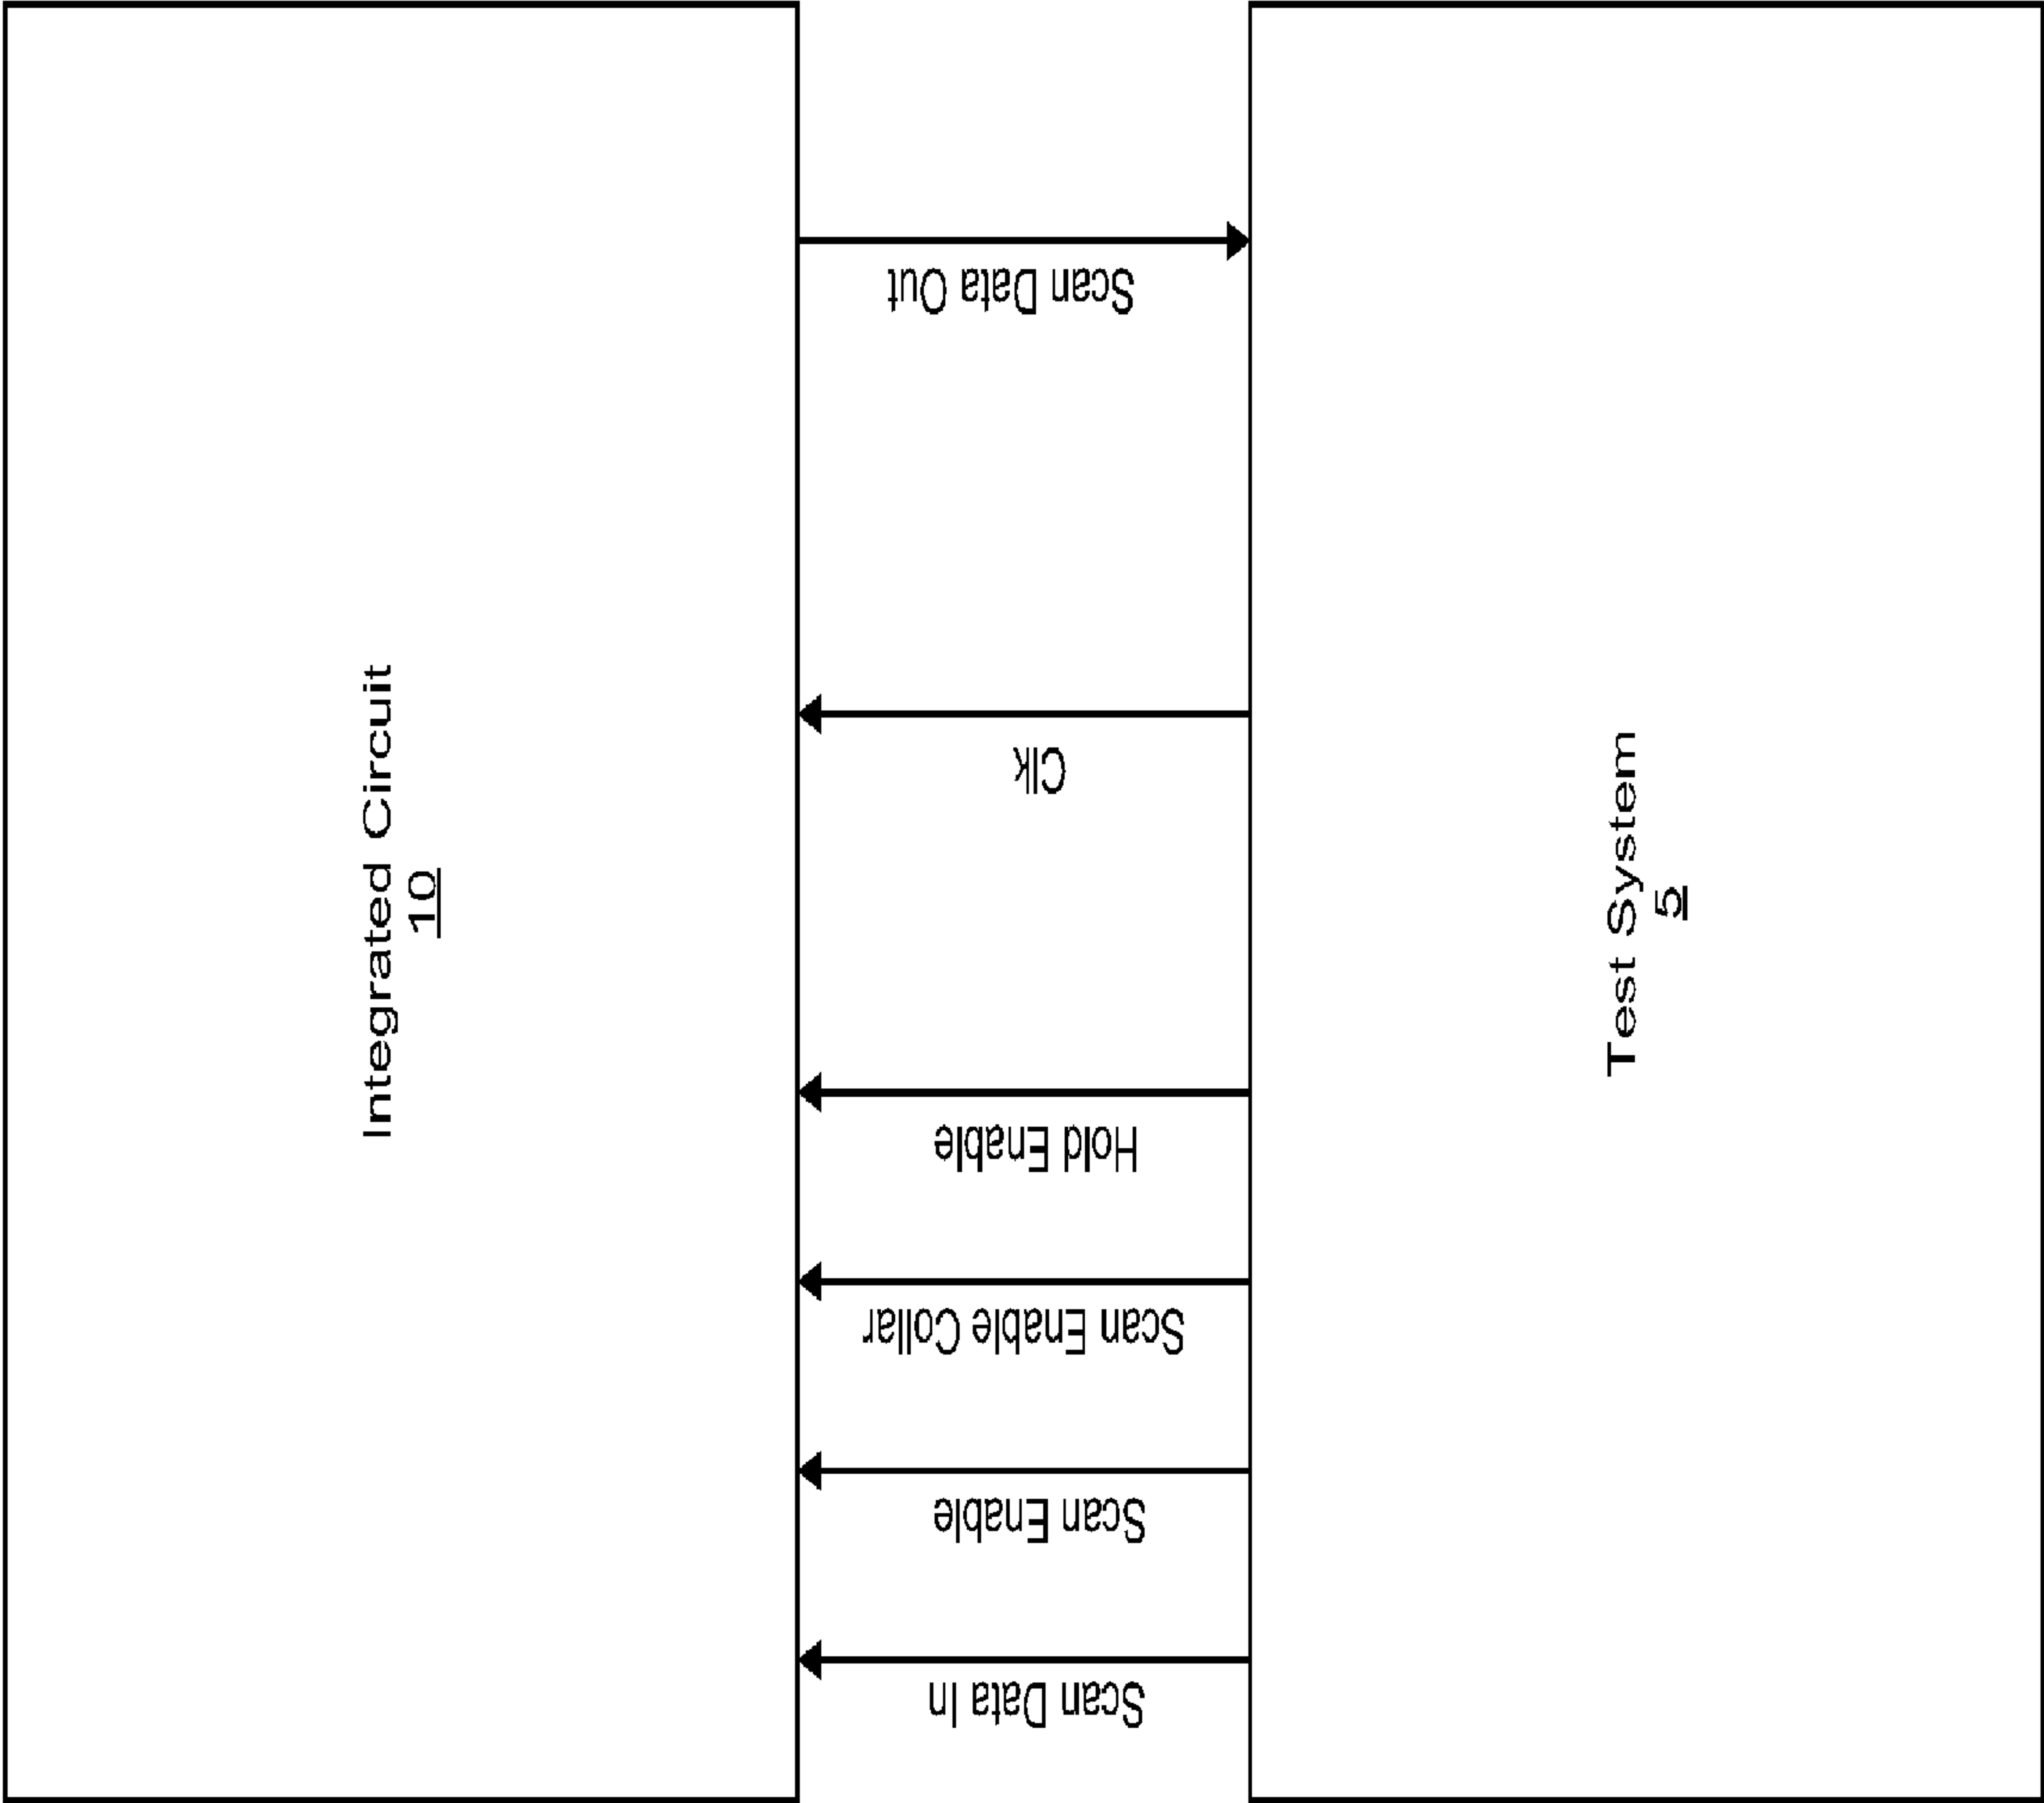 Integrated Circuit
10
Scan Data Out
Clk
Hold Enable
Scan Enable Collar
Scan Enable
Scan Data In
Test System
5